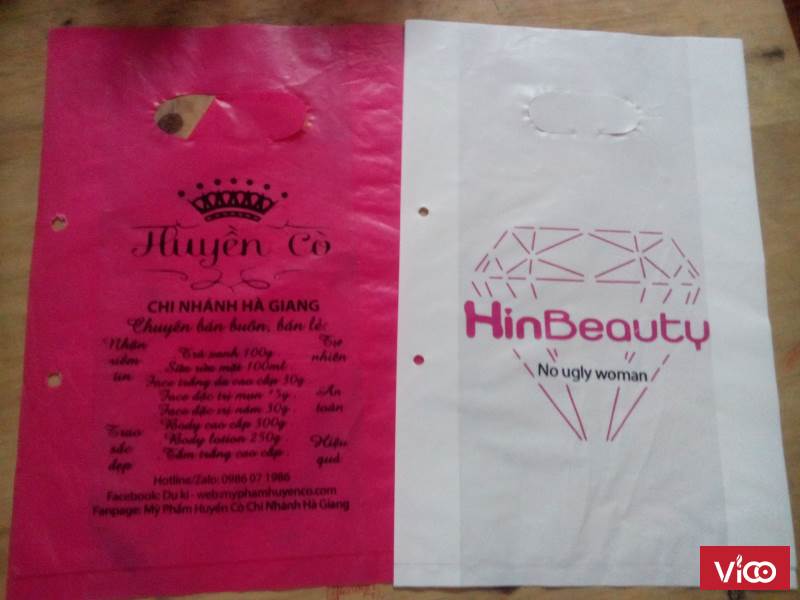 Huyền Cò
CHI NHÁNH HÀ GIANG
Chuyên bán buôn, bán lẻ:
Nhận
niềm
tin
Trao
sắc
đẹp
Trà xanh 100g
Sữa rửa mặt 100ml
Face trắng da cao cấp 30g
Face đặc trị mụn 15g
Face đặc trị nám 30g
Body cao cấp 300g
Body lotion 250g
Tắm trắng cao cấp
Tự
nhiên
An
toàn
Hiệu
quả
Hotline/Zalo: 0986 07 1986
Facebook: Du ki - web:myphamhuyenco.com
Fanpage: Mỹ Phẩm Huyền Cò Chi Nhánh Hà Giang
HinBeauty
No ugly woman
ViCO